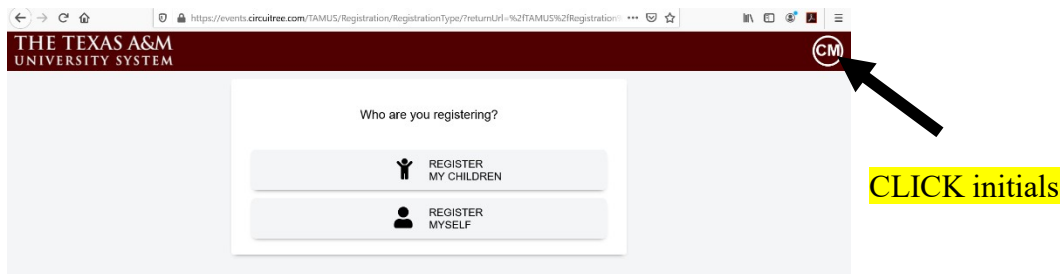 https://events.circuitree.com/TAMUS/Registration/RegistrationType/?returnUrl=%2fTAMUS%2fRegistration%
THE TEXAS A&M
UNIVERSITY SYSTEM
CM
Who are you registering?
REGISTER
MY CHILDREN
REGISTER
MYSELF
CLICK initials